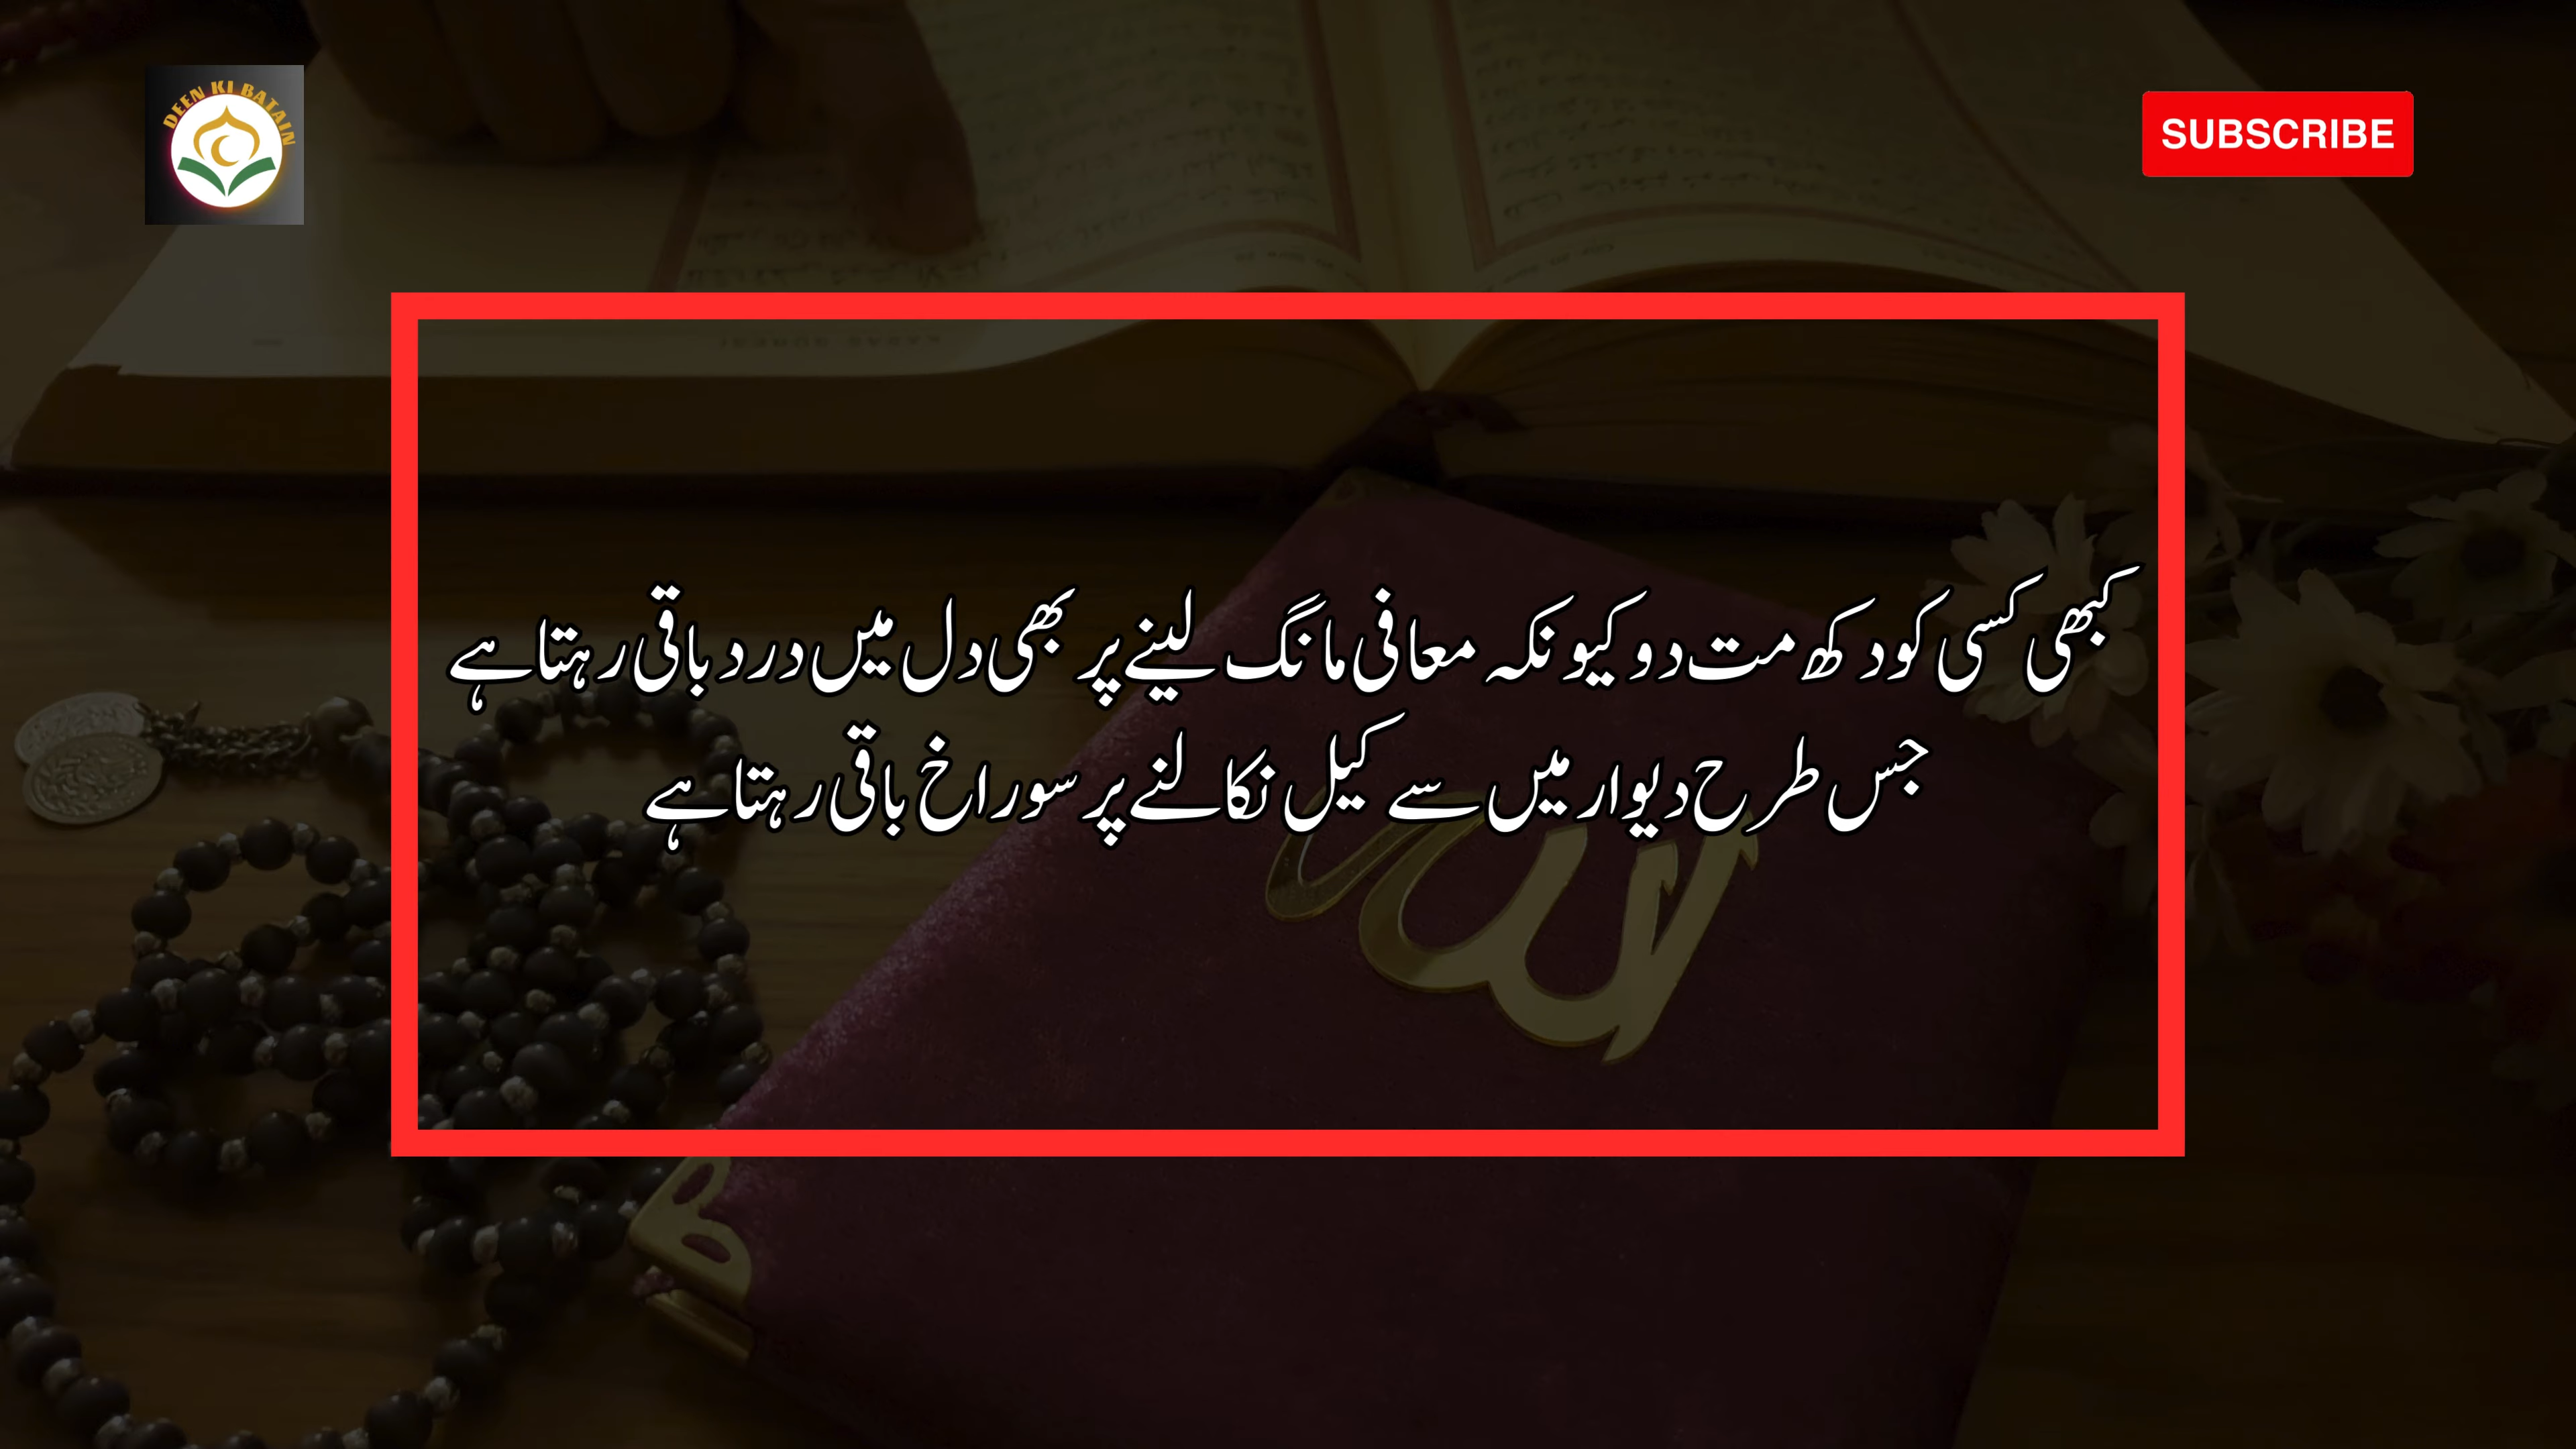 DEEN KI BATAIN
SUBSCRIBE
کبھی کسی کو دکھ مت دو کیونکہ معافی مانگ لینے پر بھی دل میں درد باقی رہتا ہے
جس طرح دیوار میں سے کیل نکالنے پر سوراخ باقی رہتا ہے
الله